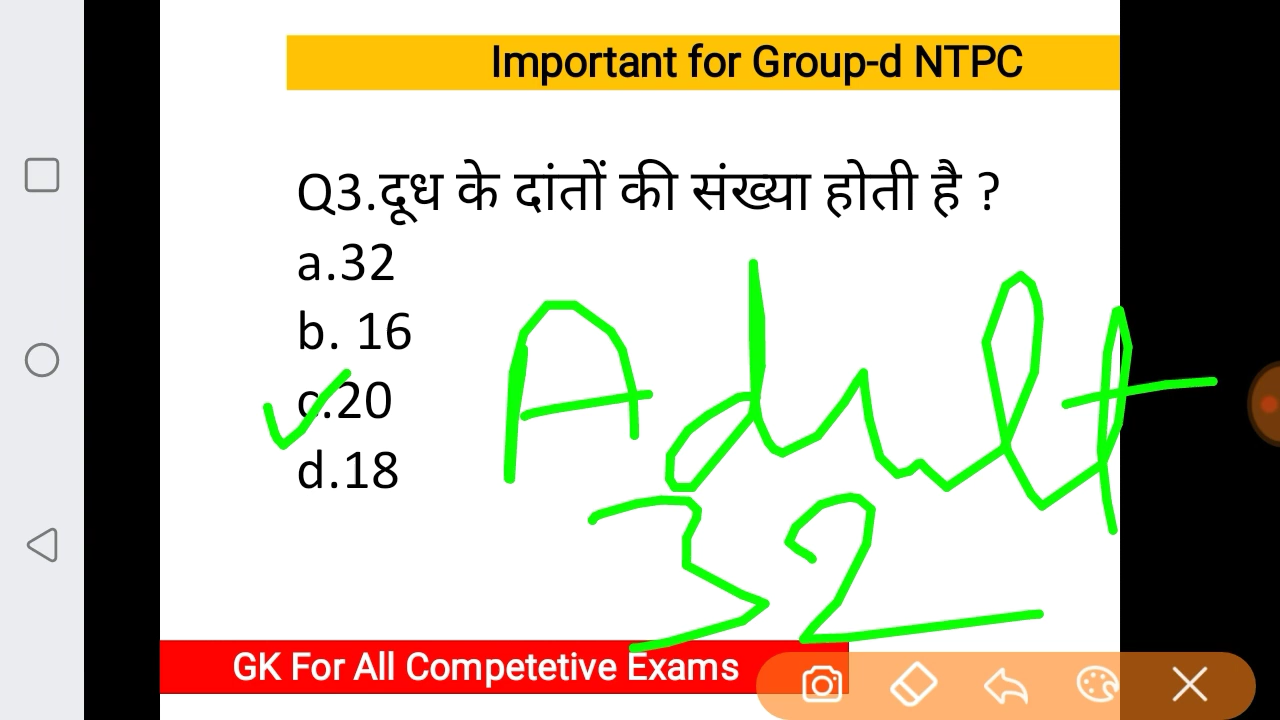 Important for Group-d NTPC
Q3.दूध के दांतों की संख्या होती है ?
a.32
b. 16
c.20
d.18
Adult
32
GK For All Competetive Exams